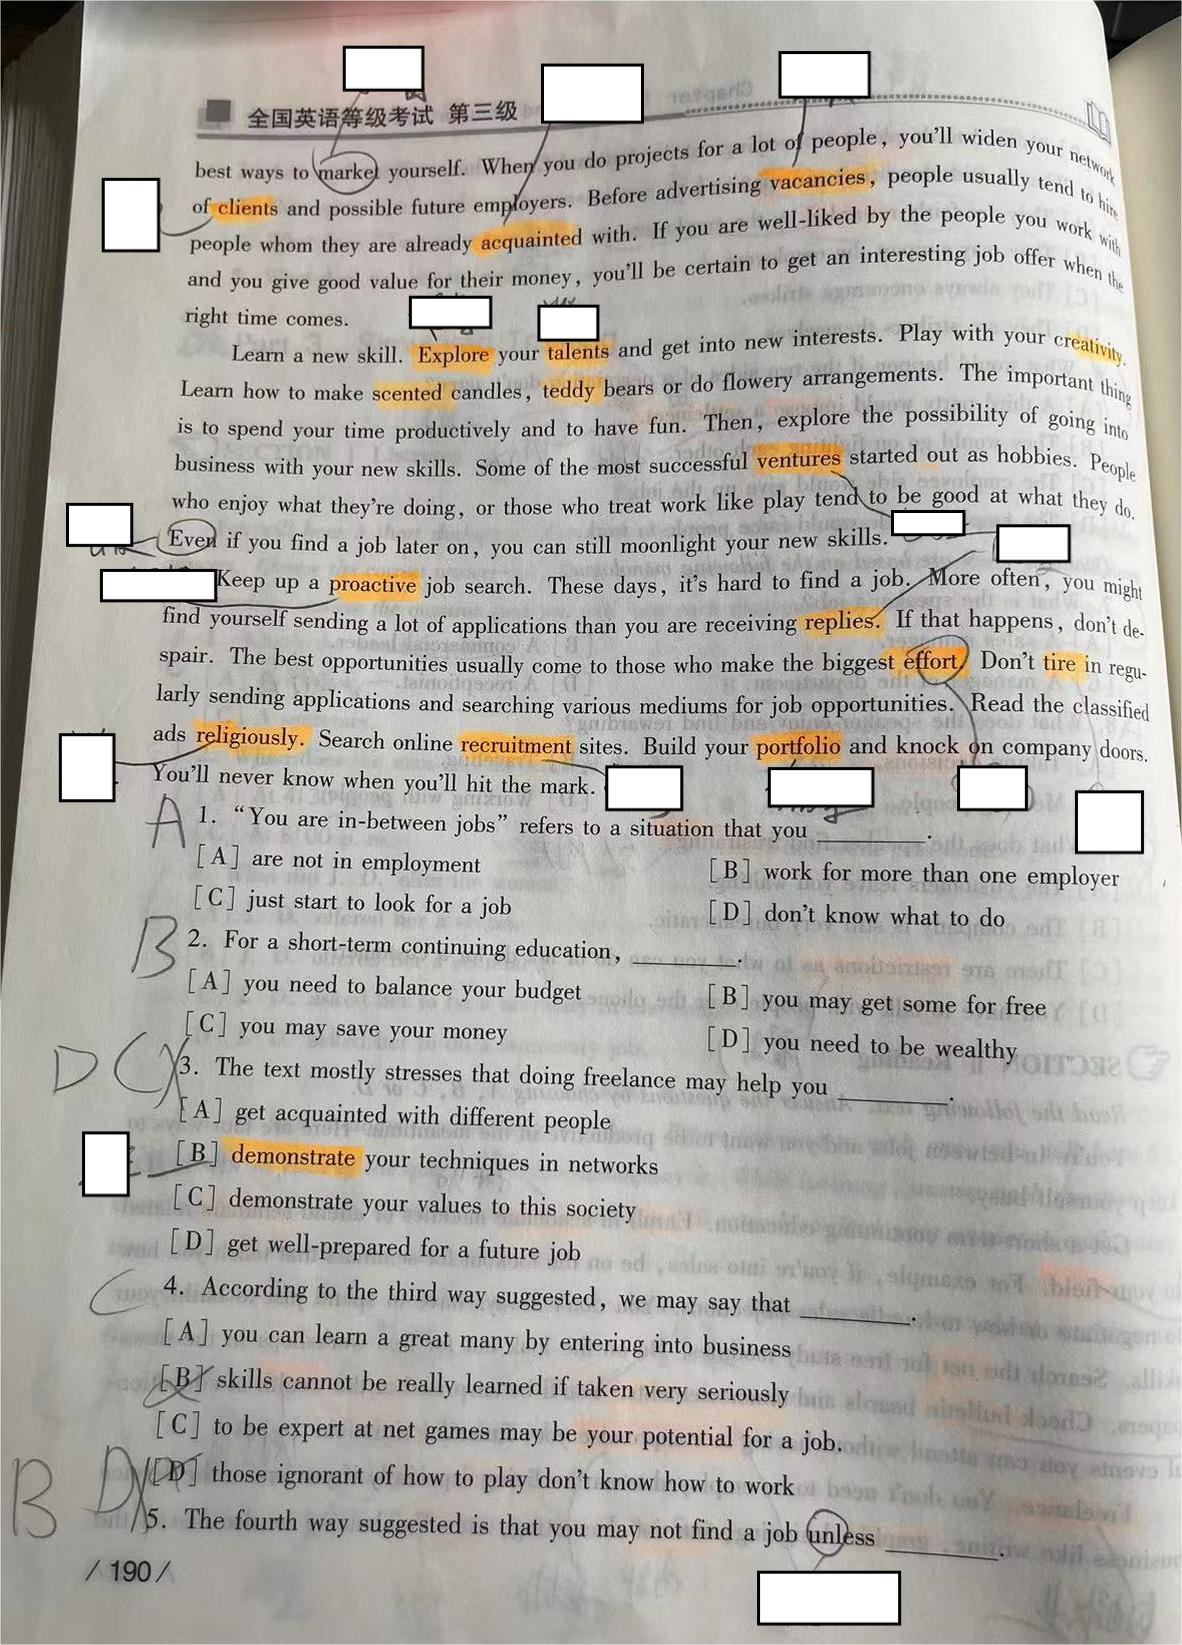 全国英语等级考试 第三级
best ways to market yourself. When you do projects for a lot of people, you'll widen your network
of clients and possible future employers. Before advertising vacancies, people usually tend to hire
people whom they are already acquainted with. If you are well-liked by the people you work with
and you give good value for their money, you'll be certain to get an interesting job offer when the
right time comes.
Learn a new skill. Explore your talents and get into new interests. Play with your creativity.
Learn how to make scented candles, teddy bears or do flowery arrangements. The important thing
is to spend your time productively and to have fun. Then, explore the possibility of going into
business with your new skills. Some of the most successful ventures started out as hobbies. People
who enjoy what they're doing, or those who treat work like play tend to be good at what they do.
Even if you find a job later on, you can still moonlight your new skills.
Keep up a proactive job search. These days, it's hard to find a job. More often, you might
find yourself sending a lot of applications than you are receiving replies. If that happens, don't de-
spair. The best opportunities usually come to those who make the biggest effort. Don't tire in regu-
larly sending applications and searching various mediums for job opportunities. Read the classified
ads religiously. Search online recruitment sites. Build your portfolio and knock on company doors.
You'll never know when you'll hit the mark.
A 1. "You are in-between jobs" refers to a situation that you ________.
[A] are not in employment
[B] work for more than one employer
[C] just start to look for a job
[D] don't know what to do
B 2. For a short-term continuing education, ________.
[A] you need to balance your budget
[B] you may get some for free
[C] you may save your money
[D] you need to be wealthy
D C 3. The text mostly stresses that doing freelance may help you ________.
[A] get acquainted with different people
[B] demonstrate your techniques in networks
[C] demonstrate your values to this society
[D] get well-prepared for a future job
C 4. According to the third way suggested, we may say that ________.
[A] you can learn a great many by entering into business
[B] skills cannot be really learned if taken very seriously
[C] to be expert at net games may be your potential for a job.
[D] those ignorant of how to play don't know how to work
B D 5. The fourth way suggested is that you may not find a job unless ________.
/ 190 /